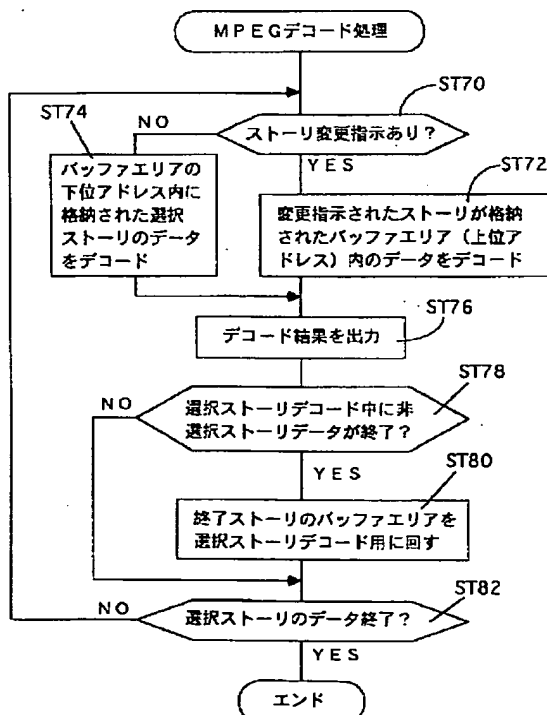 ＭＰＥＧデコード処理
ST70
ストーリ変更指示あり？
NO
YES
ST74
バッファエリアの
下位アドレス内に
格納された選択
ストーリのデータ
をデコード
ST72
変更指示されたストーリが格納
されたバッファエリア（上位ア
ドレス）内のデータをデコード
ST76
デコード結果を出力
ST78
選択ストーリデコード中に非
選択ストーリデータが終了？
NO
YES
ST80
終了ストーリのバッファエリアを
選択ストーリデコード用に回す
ST82
選択ストーリのデータ終了？
NO
YES
エンド